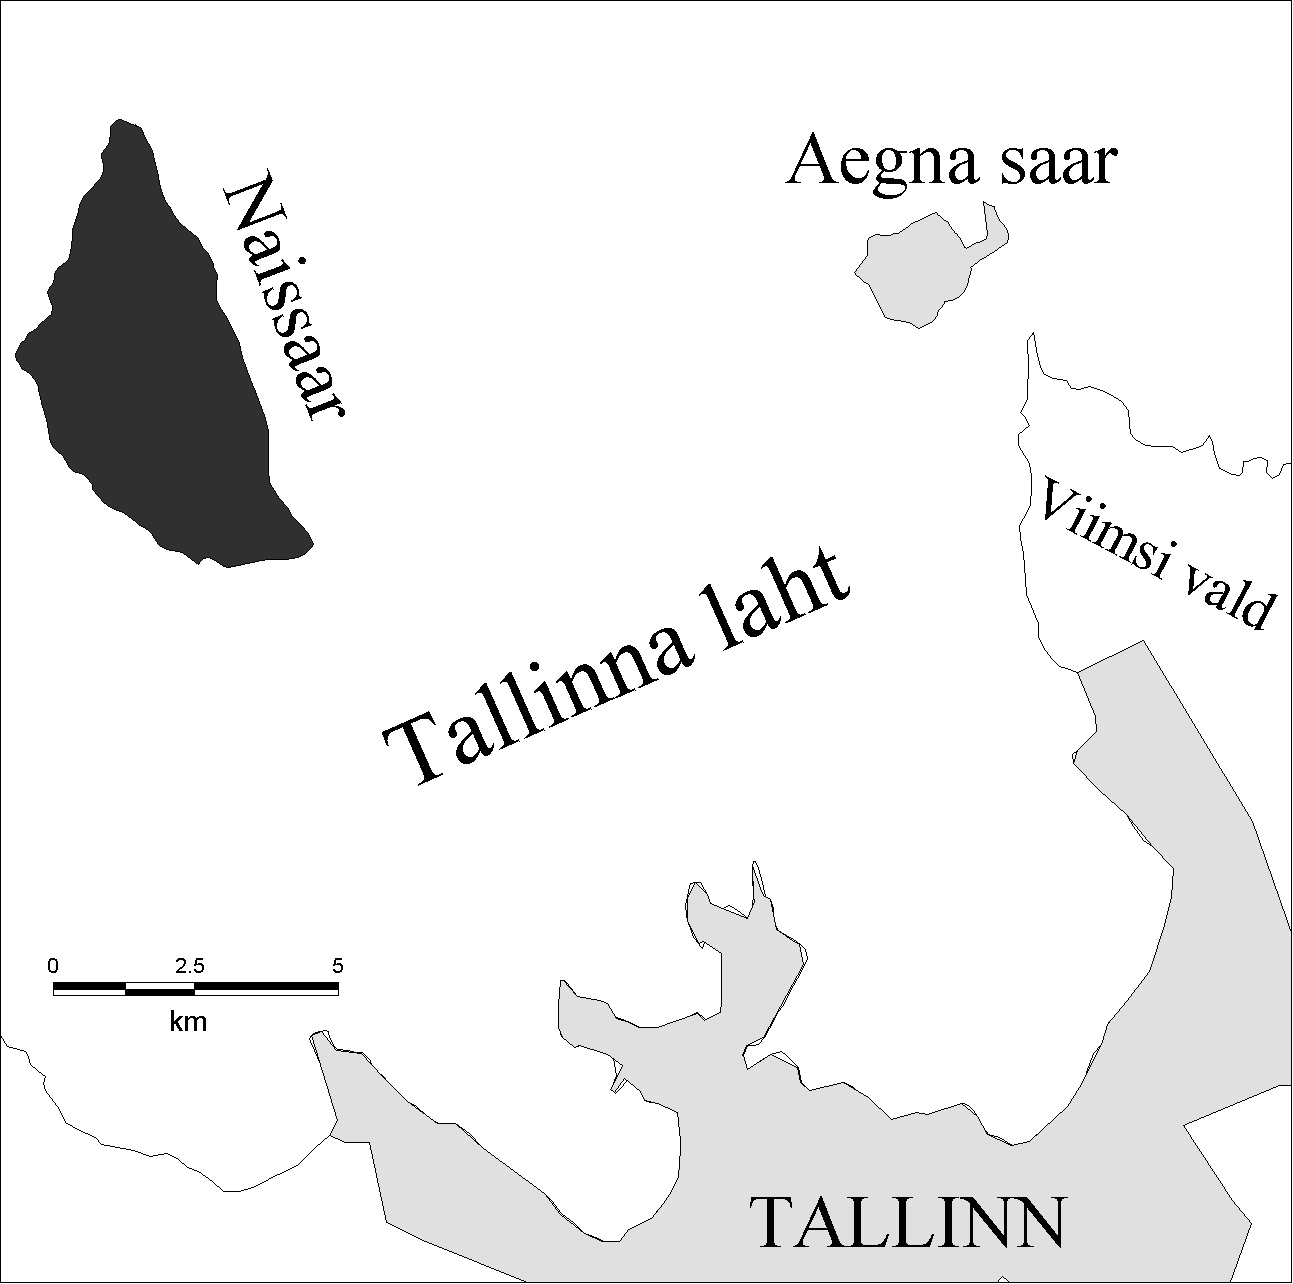 Aegna saar
Naissaar
Viimsi vald
Tallinna laht
0 2.5 5
km
TALLINN